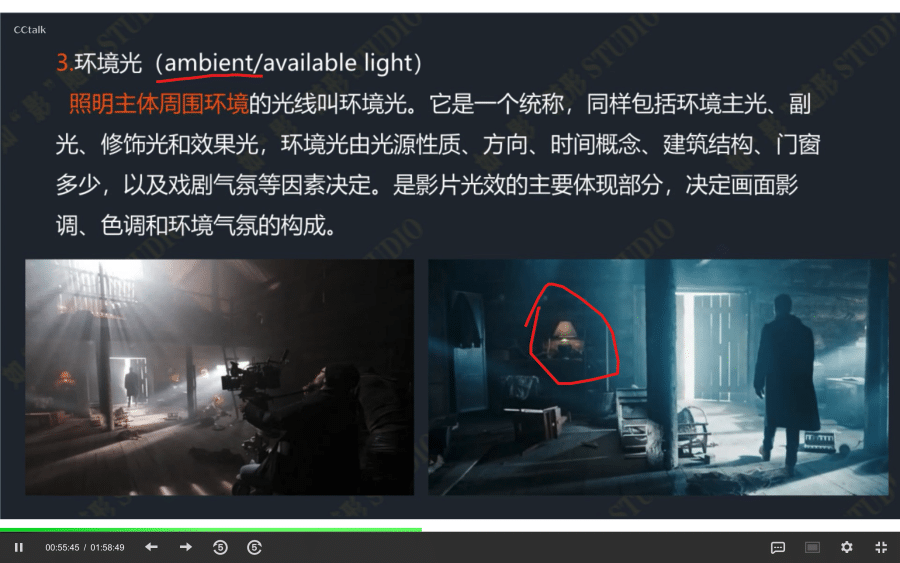 CCtalk
3.环境光（ambient/available light）
照明主体周围环境的光线叫环境光。它是一个统称，同样包括环境主光、副
光、修饰光和效果光，环境光由光源性质、方向、时间概念、建筑结构、门窗
多少，以及戏剧气氛等因素决定。是影片光效的主要体现部分，决定画面影
调、色调和环境气氛的构成。
00:55:45 / 01:58:49
5
5